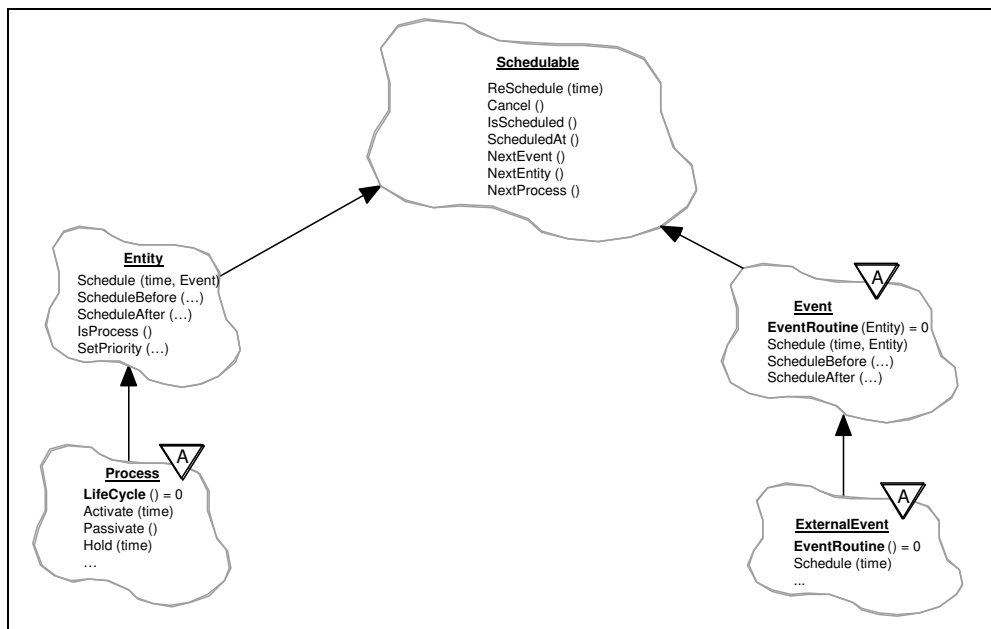 Schedulable
ReSchedule (time)
Cancel ()
IsScheduled ()
ScheduledAt ()
NextEvent ()
NextEntity ()
NextProcess ()
Entity
Schedule (time, Event)
ScheduleBefore (…)
ScheduleAfter (…)
IsProcess ()
SetPriority (…)
A
Event
EventRoutine (Entity) = 0
Schedule (time, Entity)
ScheduleBefore (…)
ScheduleAfter (…)
A
Process
LifeCycle () = 0
Activate (time)
Passivate ()
Hold (time)
…
A
ExternalEvent
EventRoutine () = 0
Schedule (time)
...